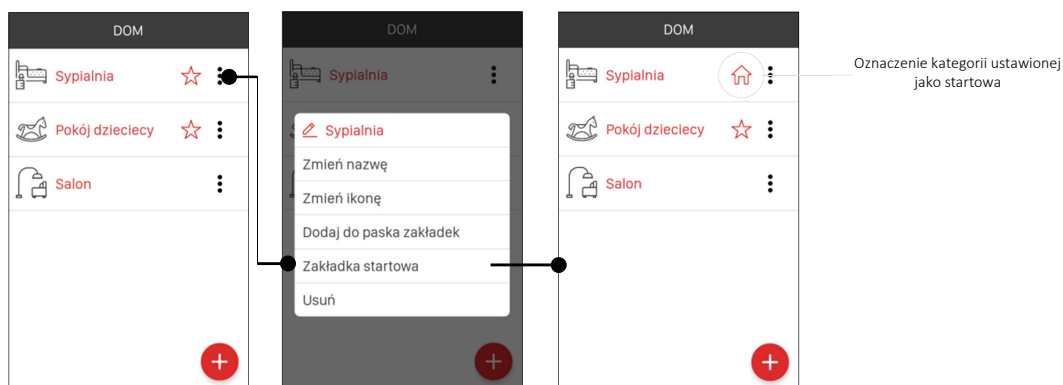 DOM
Sypialnia
Pokój dzieciecy
Salon
DOM
Sypialnia
Sypialnia
Zmień nazwę
Zmień ikonę
Dodaj do paska zakładek
Zakładka startowa
Usuń
DOM
Sypialnia
Pokój dzieciecy
Salon
Oznaczenie kategorii ustawionej
jako startowa